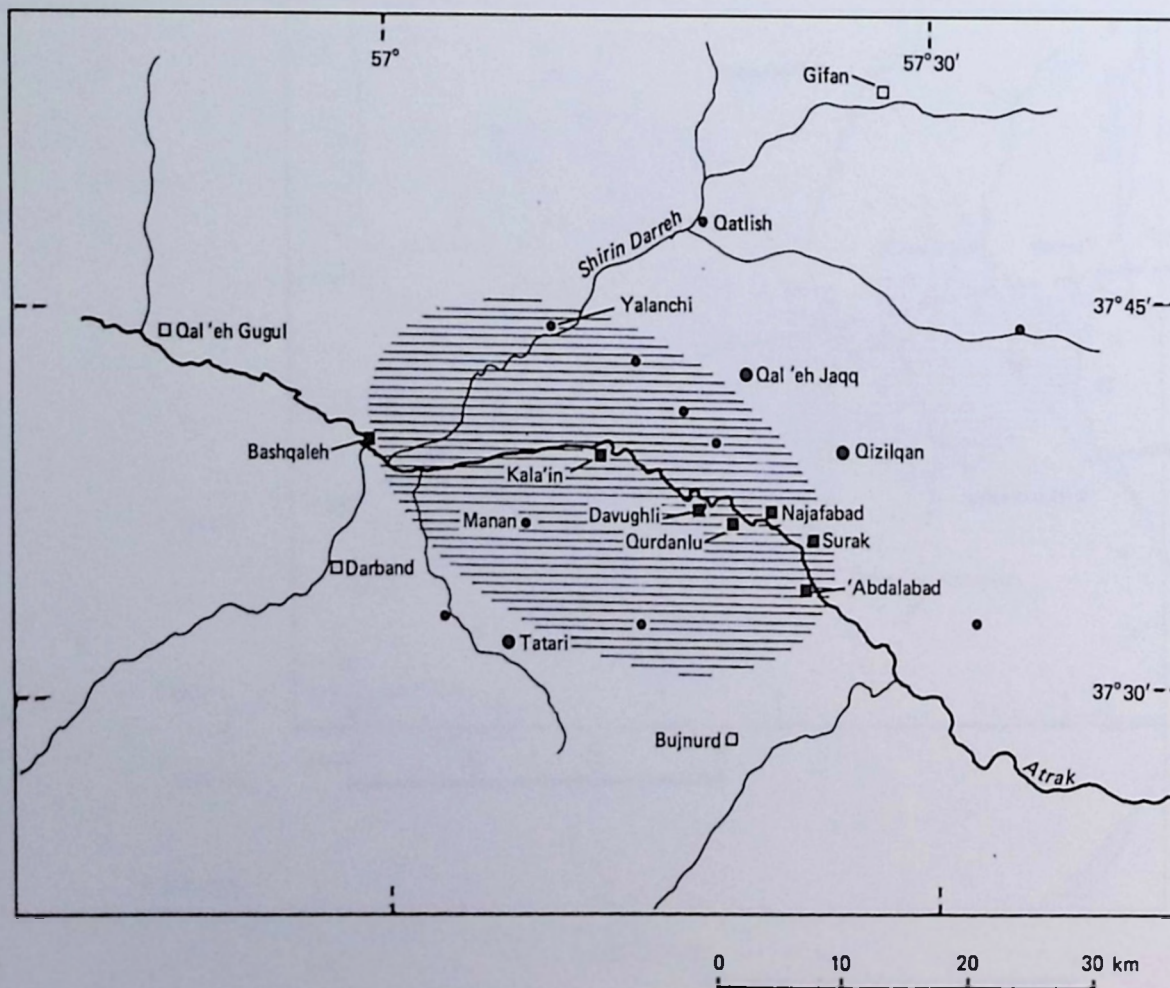 57°
57°30′
Gifan
Shirin Darreh
Qatlish
Yalanchi
37°45′
Qal 'eh Gugul
Qal 'eh Jaqq
Bashqaleh
Qizilqan
Kala'in
Manan
Davughli
Najafabad
Qurdanlu
Surak
Darband
'Abdalabad
Tatari
37°30′
Bujnurd
Atrak
0 10 20 30 km